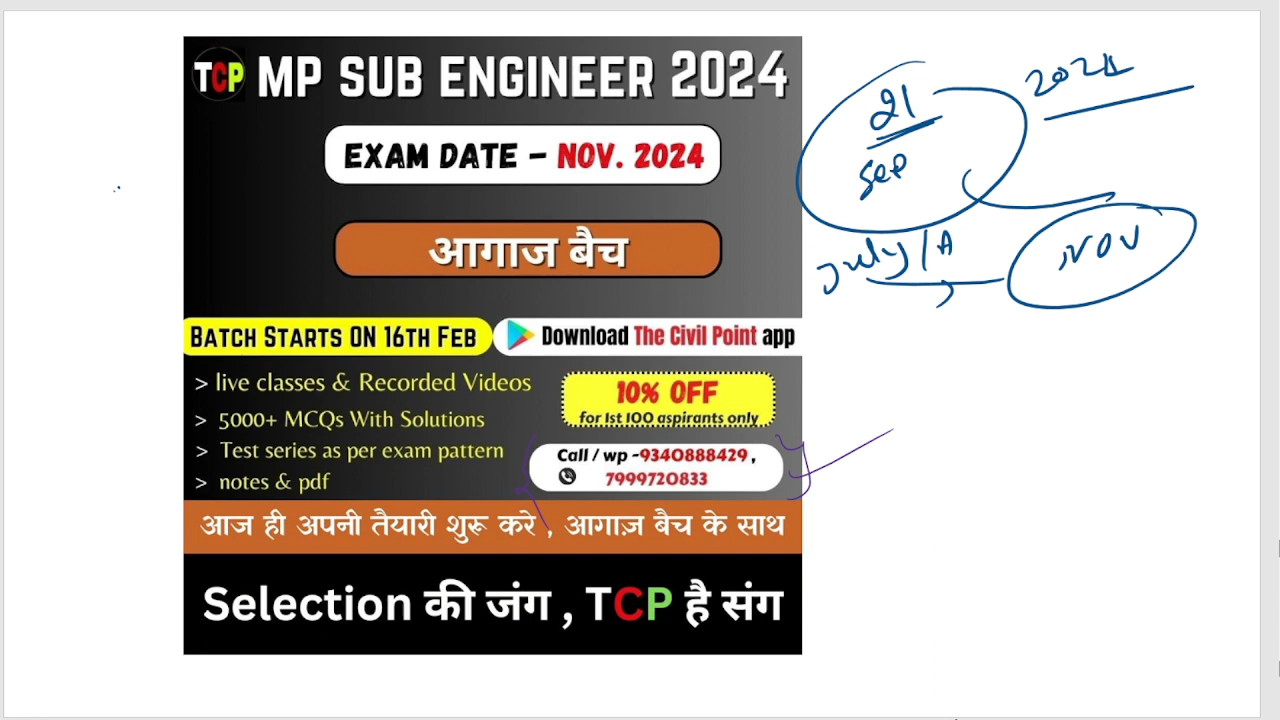 TCP MP SUB ENGINEER 2024
EXAM DATE – NOV. 2024
आगाज बैच
BATCH STARTS ON 16TH FEB
Download The Civil Point app
> live classes & Recorded Videos
> 5000+ MCQs With Solutions
> Test series as per exam pattern
> notes & pdf
10% OFF
for 1st 100 aspirants only
Call / wp -9340888429 ,
7999720833
आज ही अपनी तैयारी शुरू करे , आगाज़ बैच के साथ
Selection की जंग , TCP है संग
21
Sep
July/A
NOV